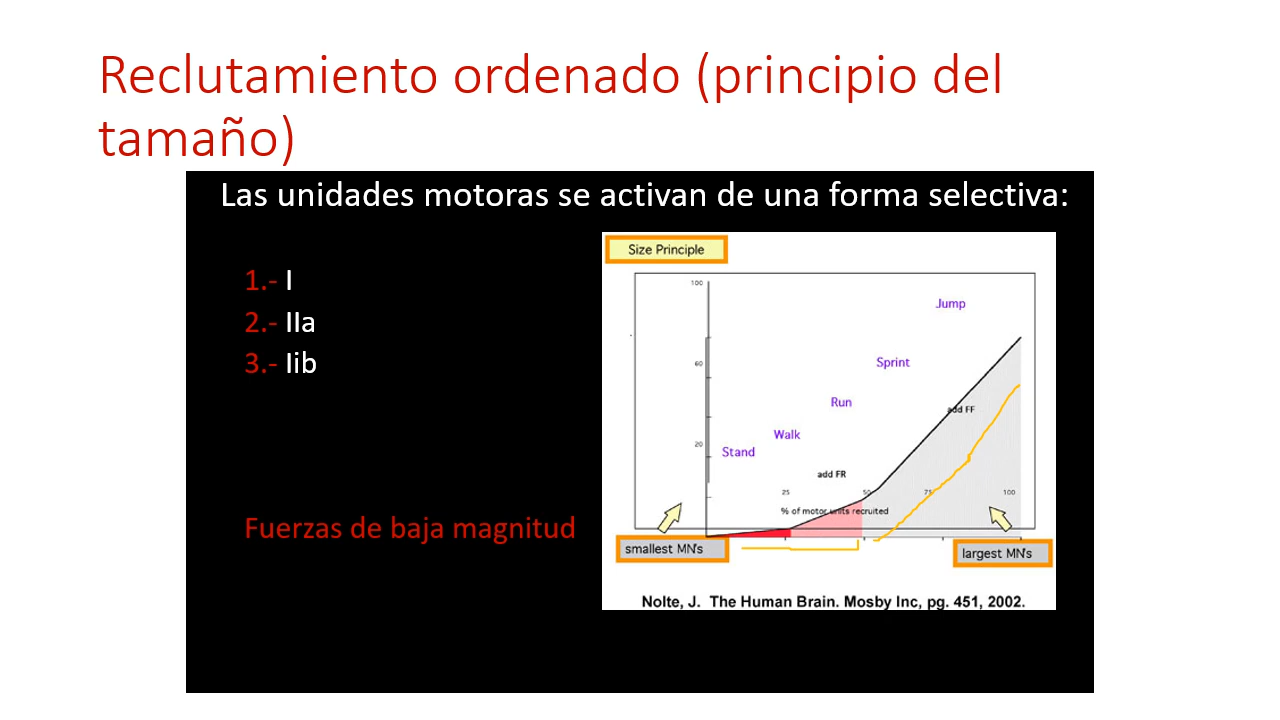 Reclutamiento ordenado (principio del
tamaño)
Las unidades motoras se activan de una forma selectiva:
1.- I
2.- IIa
3.- Iib
Fuerzas de baja magnitud
Size Principle
100
Jump
60
Sprint
Run
add FF
Walk
20
Stand
add FR
25
50
75
100
% of motor units recruited
smallest MN's
largest MN's
Nolte, J. The Human Brain. Mosby Inc, pg. 451, 2002.